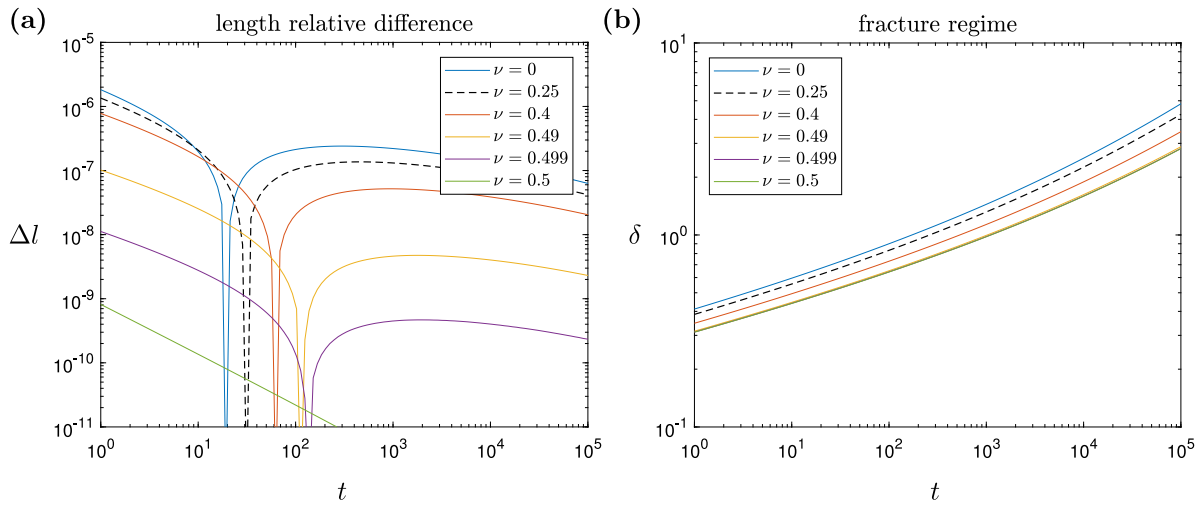 (a)
length relative difference
Δl
10^-5
10^-6
10^-7
10^-8
10^-9
10^-10
10^-11
ν = 0
ν = 0.25
ν = 0.4
ν = 0.49
ν = 0.499
ν = 0.5
10^0 10^1 10^2 10^3 10^4 10^5
t
(b)
fracture regime
δ
10^1
10^0
10^-1
ν = 0
ν = 0.25
ν = 0.4
ν = 0.49
ν = 0.499
ν = 0.5
10^0 10^1 10^2 10^3 10^4 10^5
t